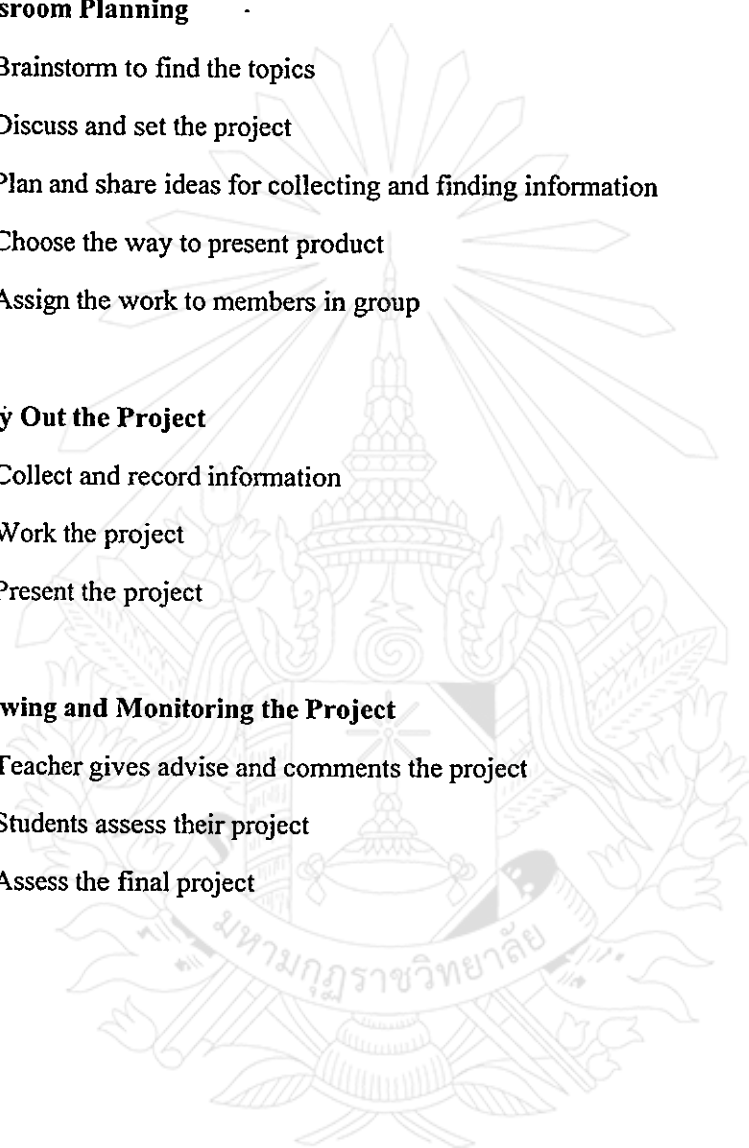 sroom Planning
Brainstorm to find the topics
Discuss and set the project
Plan and share ideas for collecting and finding information
Choose the way to present product
Assign the work to members in group
y Out the Project
Collect and record information
Work the project
Present the project
wing and Monitoring the Project
Teacher gives advise and comments the project
Students assess their project
Assess the final project
มหามกุฏราชวิทยาลัย